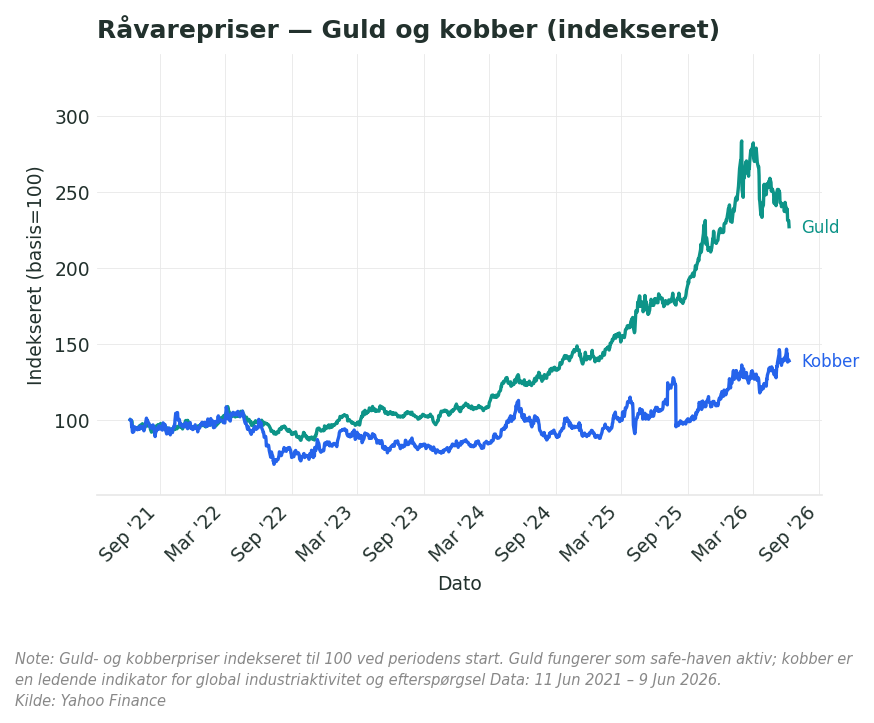 Råvarepriser — Guld og kobber (indekseret)
Indekseret (basis=100)
300
250
200
150
100
Guld
Kobber
Sep '21
Mar '22
Sep '22
Mar '23
Sep '23
Mar '24
Sep '24
Mar '25
Sep '25
Mar '26
Sep '26
Dato
Note: Guld- og kobberpriser indekseret til 100 ved periodens start. Guld fungerer som safe-haven aktiv; kobber er
en ledende indikator for global industriaktivitet og efterspørgsel Data: 11 Jun 2021 – 9 Jun 2026.
Kilde: Yahoo Finance